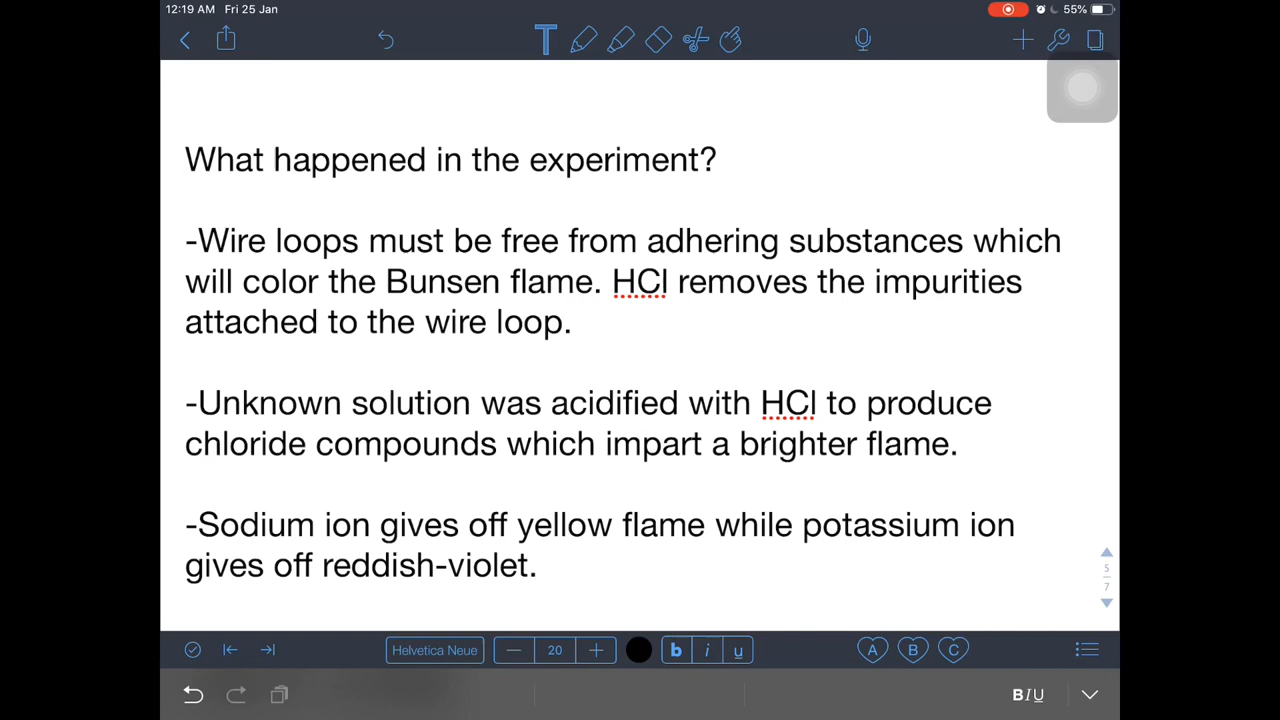 12:19 AM Fri 25 Jan
55%
T
What happened in the experiment?
-Wire loops must be free from adhering substances which
will color the Bunsen flame. HCl removes the impurities
attached to the wire loop.
-Unknown solution was acidified with HCl to produce
chloride compounds which impart a brighter flame.
-Sodium ion gives off yellow flame while potassium ion
gives off reddish-violet.
5
7
Helvetica Neue — 20 + b i u A B C
BIU